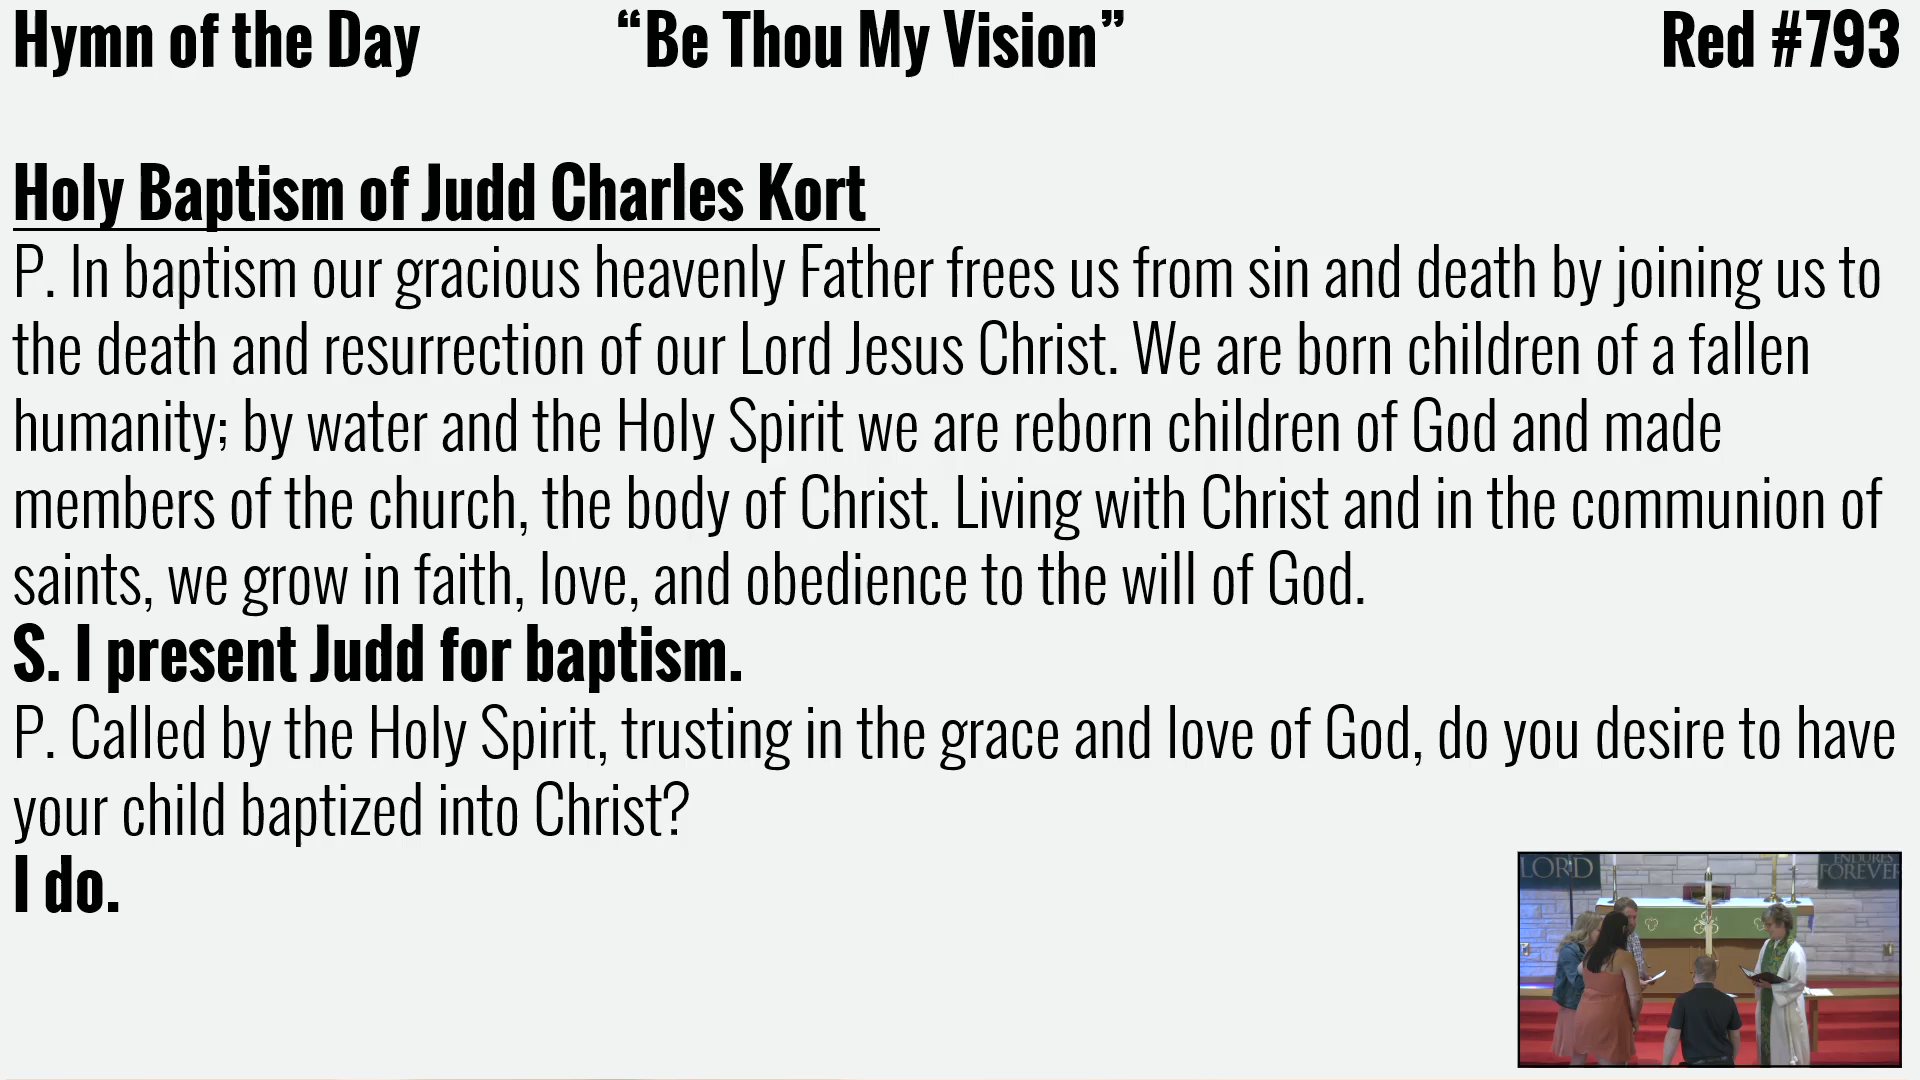 Hymn of the Day “Be Thou My Vision” Red #793
Holy Baptism of Judd Charles Kort
P. In baptism our gracious heavenly Father frees us from sin and death by joining us to
the death and resurrection of our Lord Jesus Christ. We are born children of a fallen
humanity; by water and the Holy Spirit we are reborn children of God and made
members of the church, the body of Christ. Living with Christ and in the communion of
saints, we grow in faith, love, and obedience to the will of God.
S. I present Judd for baptism.
P. Called by the Holy Spirit, trusting in the grace and love of God, do you desire to have
your child baptized into Christ?
I do.
LORD
ENDURES
FOREVER